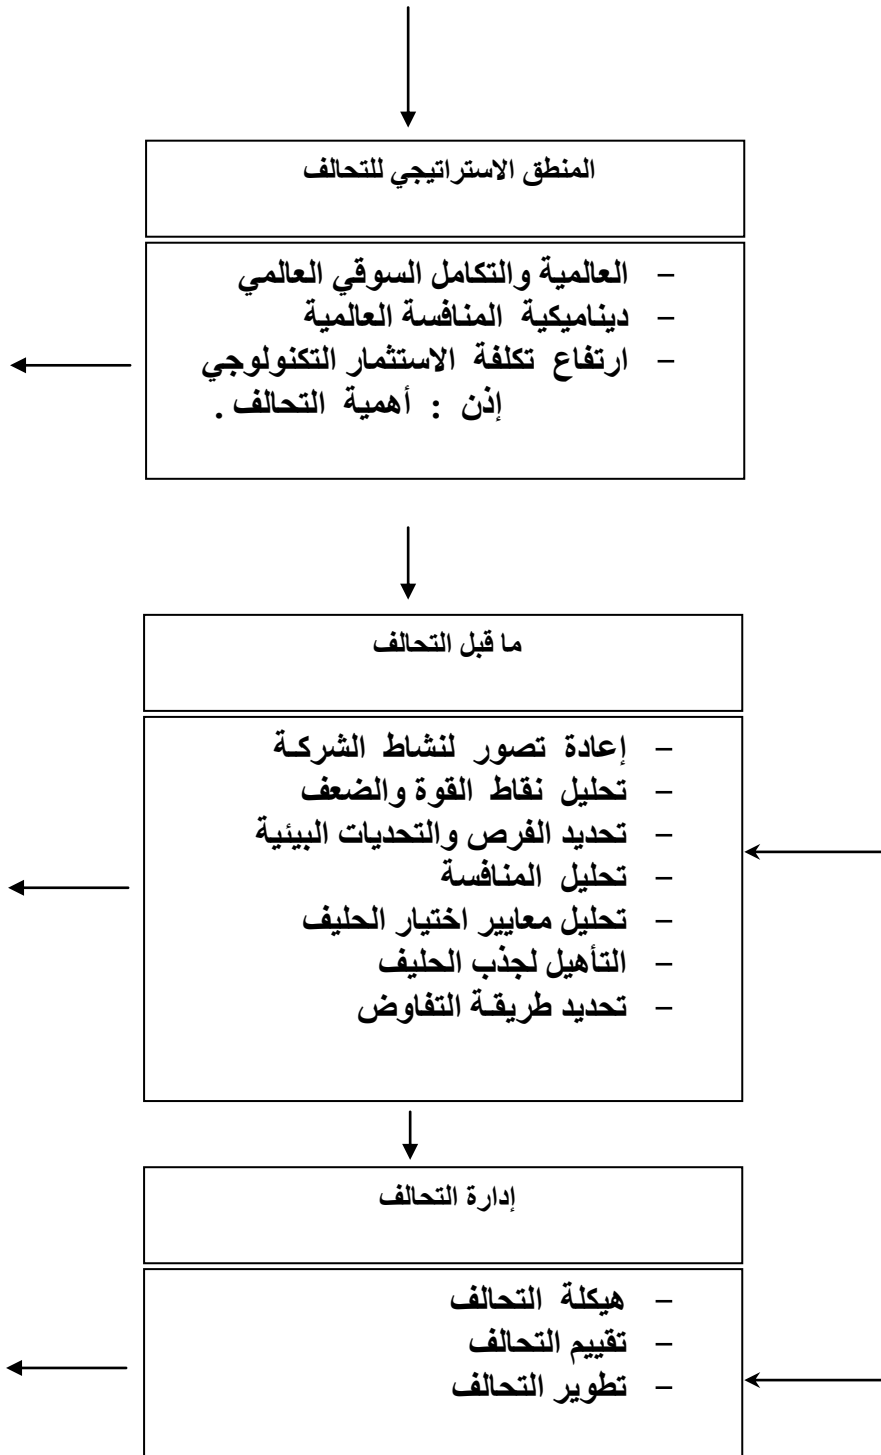 المنطق الاستراتيجي للتحالف
– العالمية والتكامل السوقي العالمي
– ديناميكية المنافسة العالمية
– ارتفاع تكلفة الاستثمار التكنولوجي
إذن : أهمية التحالف .
ما قبل التحالف
– إعادة تصور لنشاط الشركة
– تحليل نقاط القوة والضعف
– تحديد الفرص والتحديات البيئية
– تحليل المنافسة
– تحليل معايير اختيار الحليف
– التأهيل لجذب الحليف
– تحديد طريقة التفاوض
إدارة التحالف
– هيكلة التحالف
– تقييم التحالف
– تطوير التحالف